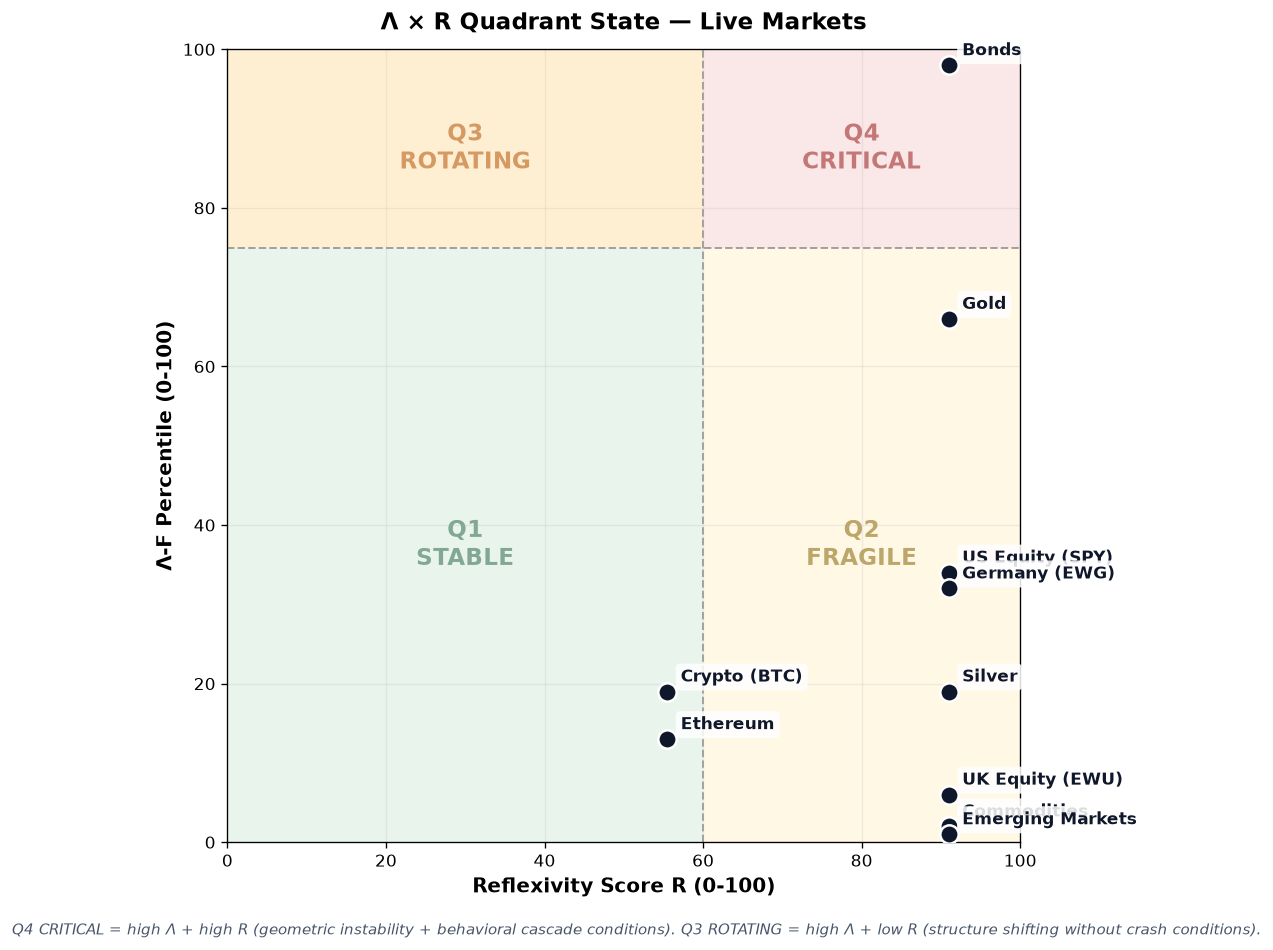 Λ × R Quadrant State — Live Markets
Λ-F Percentile (0-100)
100
80
60
40
20
0
Q3
ROTATING
Q4
CRITICAL
Q1
STABLE
Q2
FRAGILE
Bonds
Gold
US Equity (SPY)
Germany (EWG)
Crypto (BTC)
Silver
Ethereum
UK Equity (EWU)
Commodities
Emerging Markets
0
20
40
60
80
100
Reflexivity Score R (0-100)
Q4 CRITICAL = high Λ + high R (geometric instability + behavioral cascade conditions). Q3 ROTATING = high Λ + low R (structure shifting without crash conditions).